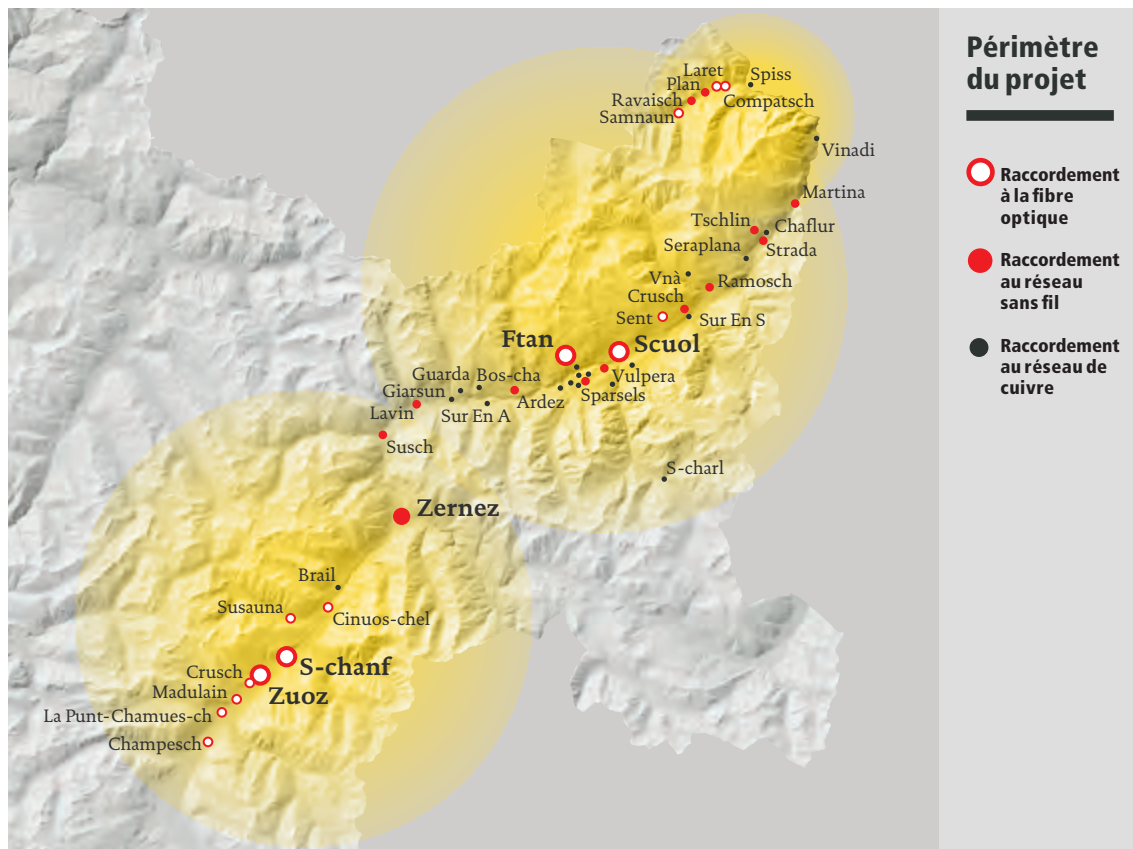 Laret
Spiss
Plan
Ravaisch
Compatsch
Samnaun
Vinadi
Martina
Tschlin
Chaflur
Seraplana
Strada
Vnà
Ramosch
Crusch
Sent
Sur En S
Ftan
Scuol
Guarda
Bos-cha
Vulpera
Giarsun
Ardez
Sparsels
Lavin
Sur En A
Susch
S-charl
Zernez
Brail
Susauna
Cinuos-chel
S-chanf
Crusch
Zuoz
Madulain
La Punt-Chamues-ch
Champesch
Périmètre
du projet
Raccordement
à la fibre
optique
Raccordement
au réseau
sans fil
Raccordement
au réseau de
cuivre